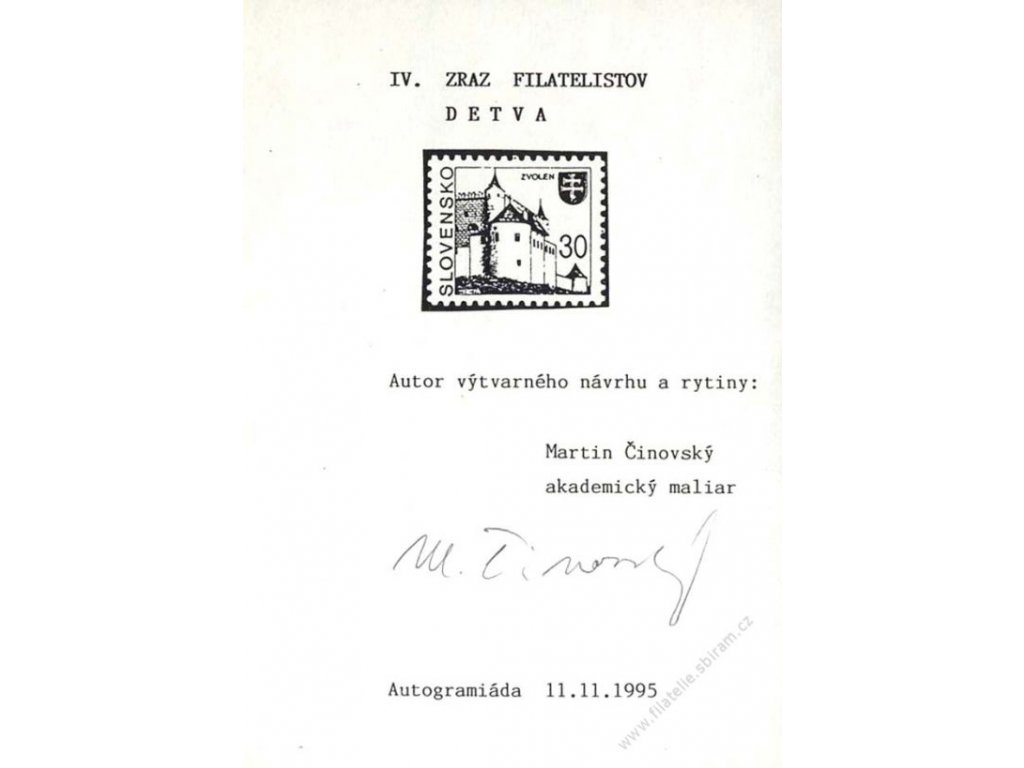 IV. ZRAZ FILATELISTOV
DETVA
SLOVENSKO
ZVOLEN
30
Autor výtvarného návrhu a rytiny:
Martin Činovský
akademický maliar
M. Činovský
Autogramiáda 11.11.1995
www.filatelie.sbiram.cz